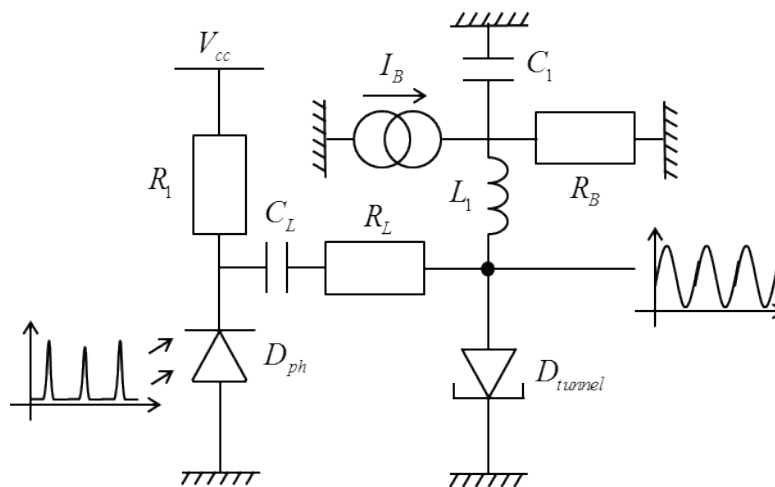 V_cc
I_B
C_1
R_1
C_L
R_L
L_1
R_B
D_ph
D_tunnel